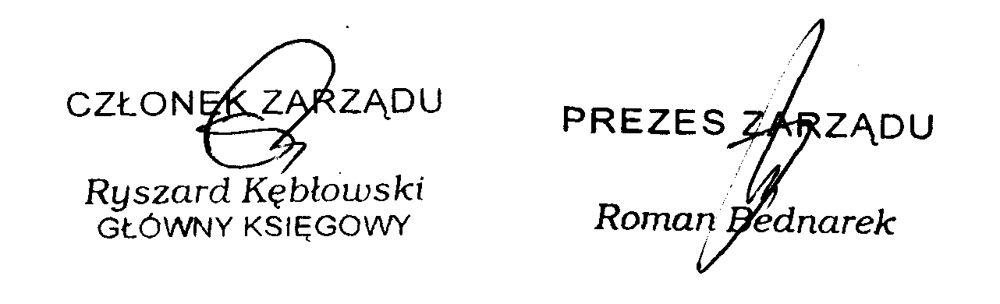 CZŁONEK ZARZĄDU
Ryszard Kębłowski
GŁÓWNY KSIĘGOWY
PREZES ZARZĄDU
Roman Bednarek